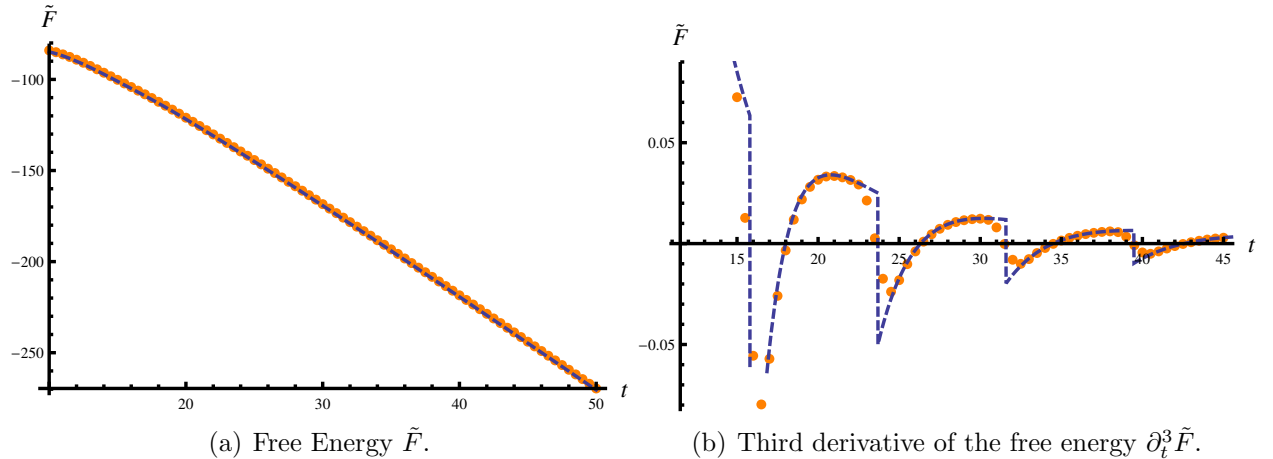 F̃
−100
−150
−200
−250
20
30
40
50
t
(a) Free Energy F̃.
F̃
0.05
−0.05
15
20
25
30
35
40
45
t
(b) Third derivative of the free energy ∂³ₜF̃.